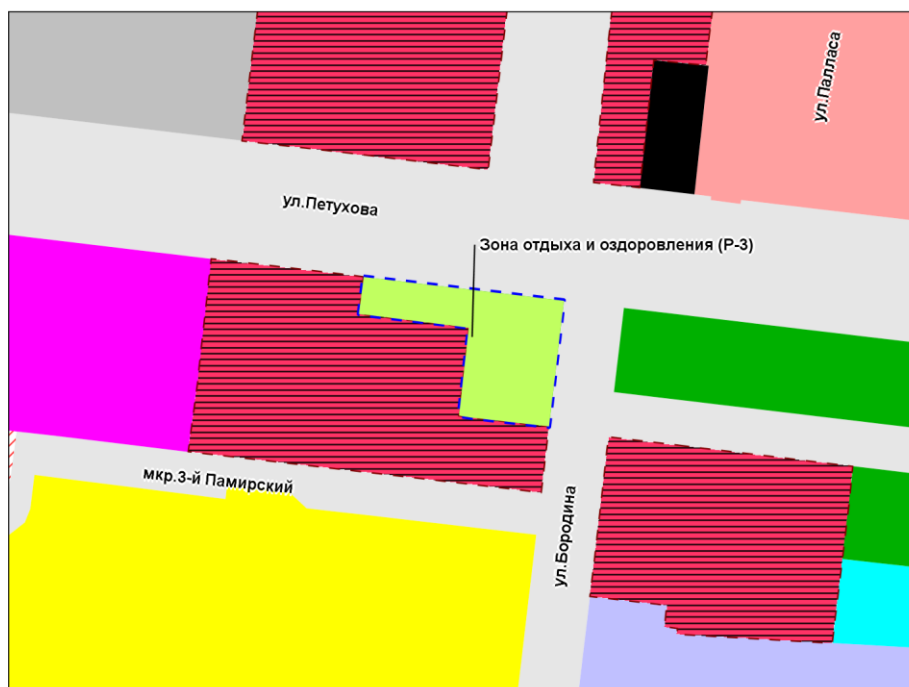 ул.Палласа
ул.Петухова
Зона отдыха и оздоровления (Р-3)
мкр.3-й Памирский
ул.Бородина